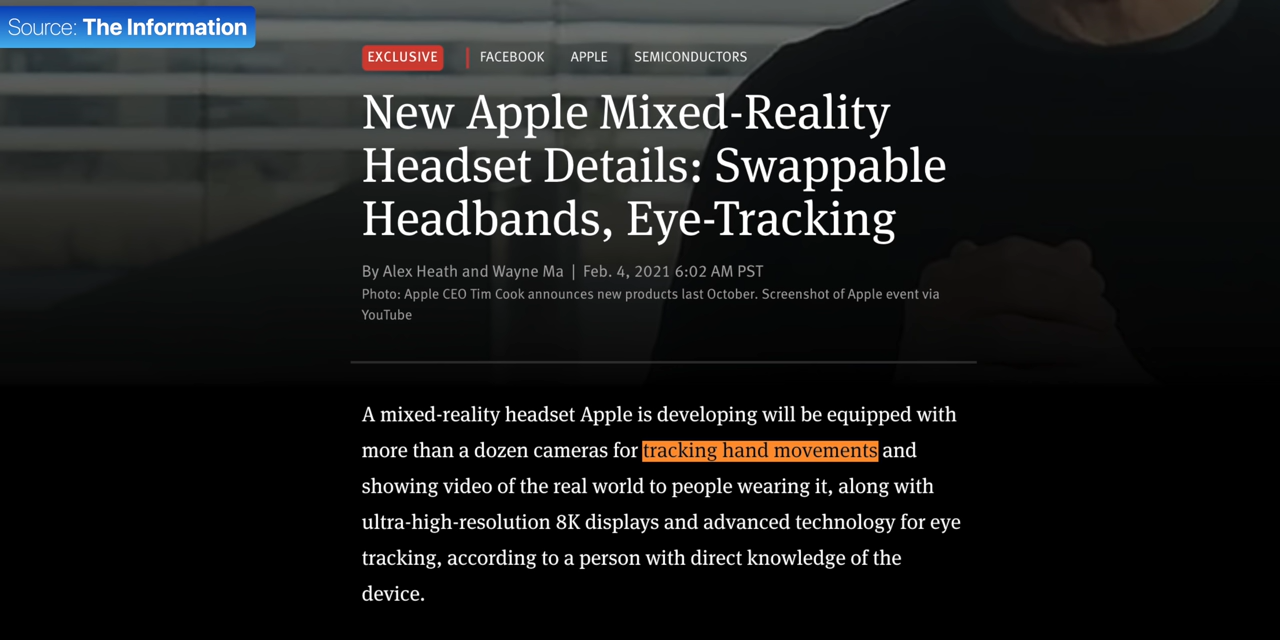 Source: The Information
EXCLUSIVE FACEBOOK APPLE SEMICONDUCTORS
New Apple Mixed-Reality
Headset Details: Swappable
Headbands, Eye-Tracking
By Alex Heath and Wayne Ma | Feb. 4, 2021 6:02 AM PST
Photo: Apple CEO Tim Cook announces new products last October. Screenshot of Apple event via
YouTube
A mixed-reality headset Apple is developing will be equipped with
more than a dozen cameras for tracking hand movements and
showing video of the real world to people wearing it, along with
ultra-high-resolution 8K displays and advanced technology for eye
tracking, according to a person with direct knowledge of the
device.